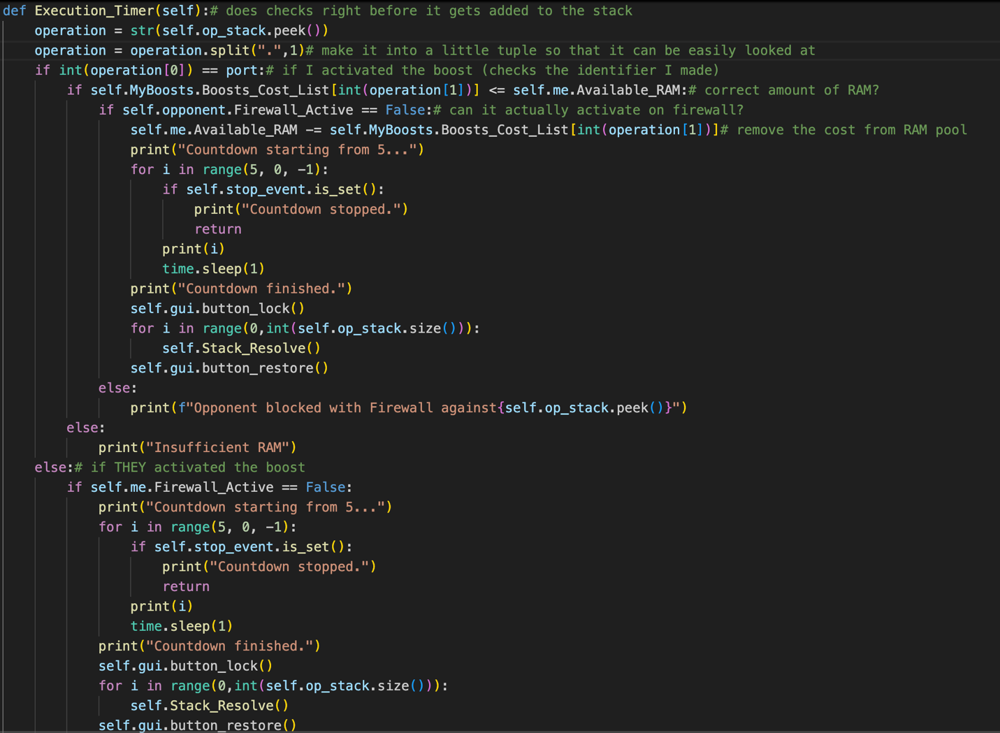 def Execution_Timer(self):# does checks right before it gets added to the stack
    operation = str(self.op_stack.peek())
    operation = operation.split(".",1)# make it into a little tuple so that it can be easily looked at
    if int(operation[0]) == port:# if I activated the boost (checks the identifier I made)
        if self.MyBoosts.Boosts_Cost_List[int(operation[1])] <= self.me.Available_RAM:# correct amount of RAM?
            if self.opponent.Firewall_Active == False:# can it actually activate on firewall?
                self.me.Available_RAM -= self.MyBoosts.Boosts_Cost_List[int(operation[1])]# remove the cost from RAM pool
                print("Countdown starting from 5...")
                for i in range(5, 0, -1):
                    if self.stop_event.is_set():
                        print("Countdown stopped.")
                        return
                    print(i)
                    time.sleep(1)
                print("Countdown finished.")
                self.gui.button_lock()
                for i in range(0,int(self.op_stack.size())):
                    self.Stack_Resolve()
                self.gui.button_restore()
            else:
                print(f"Opponent blocked with Firewall against{self.op_stack.peek()}")
        else:
            print("Insufficient RAM")
    else:# if THEY activated the boost
        if self.me.Firewall_Active == False:
            print("Countdown starting from 5...")
            for i in range(5, 0, -1):
                if self.stop_event.is_set():
                    print("Countdown stopped.")
                    return
                print(i)
                time.sleep(1)
            print("Countdown finished.")
            self.gui.button_lock()
            for i in range(0,int(self.op_stack.size())):
                self.Stack_Resolve()
            self.gui.button_restore()